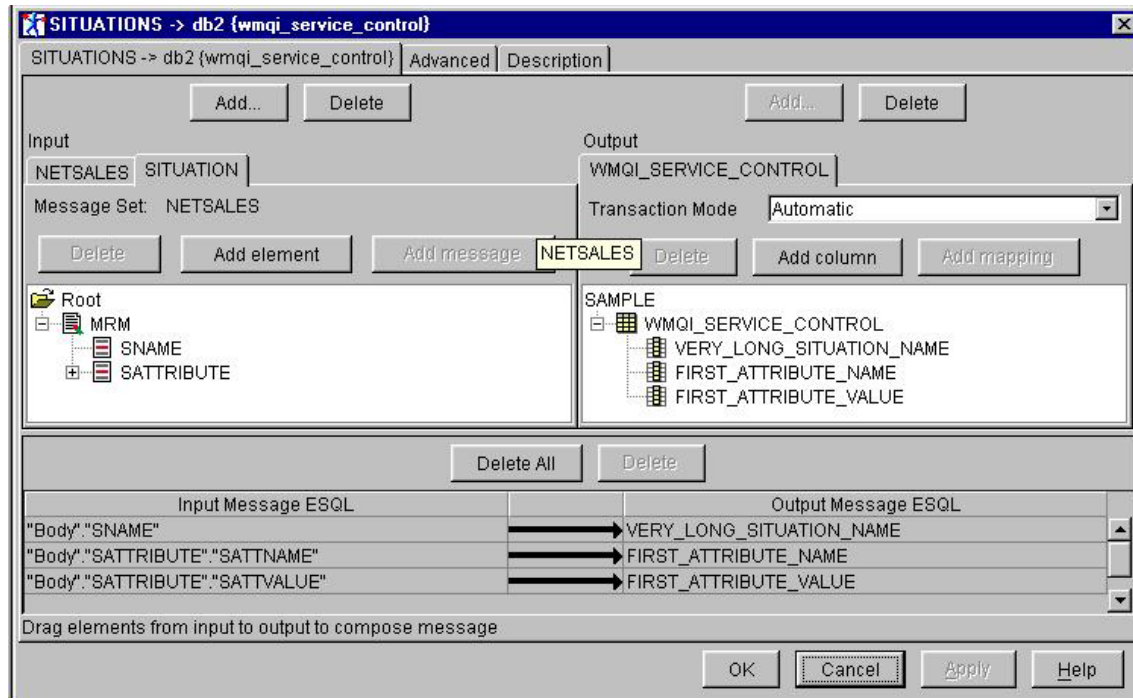 SITUATIONS -> db2 {wmqi_service_control}
SITUATIONS -> db2 {wmqi_service_control} Advanced Description
Add... Delete Add... Delete
Input Output
NETSALES SITUATION WMQI_SERVICE_CONTROL
Message Set: NETSALES Transaction Mode Automatic
Delete Add element Add message NETSALES Delete Add column Add mapping
Root SAMPLE
MRM WMQI_SERVICE_CONTROL
SNAME VERY_LONG_SITUATION_NAME
SATTRIBUTE FIRST_ATTRIBUTE_NAME
FIRST_ATTRIBUTE_VALUE
Delete All Delete
Input Message ESQL Output Message ESQL
"Body"."SNAME" VERY_LONG_SITUATION_NAME
"Body"."SATTRIBUTE"."SATTNAME" FIRST_ATTRIBUTE_NAME
"Body"."SATTRIBUTE"."SATTVALUE" FIRST_ATTRIBUTE_VALUE
Drag elements from input to output to compose message
OK Cancel Apply Help